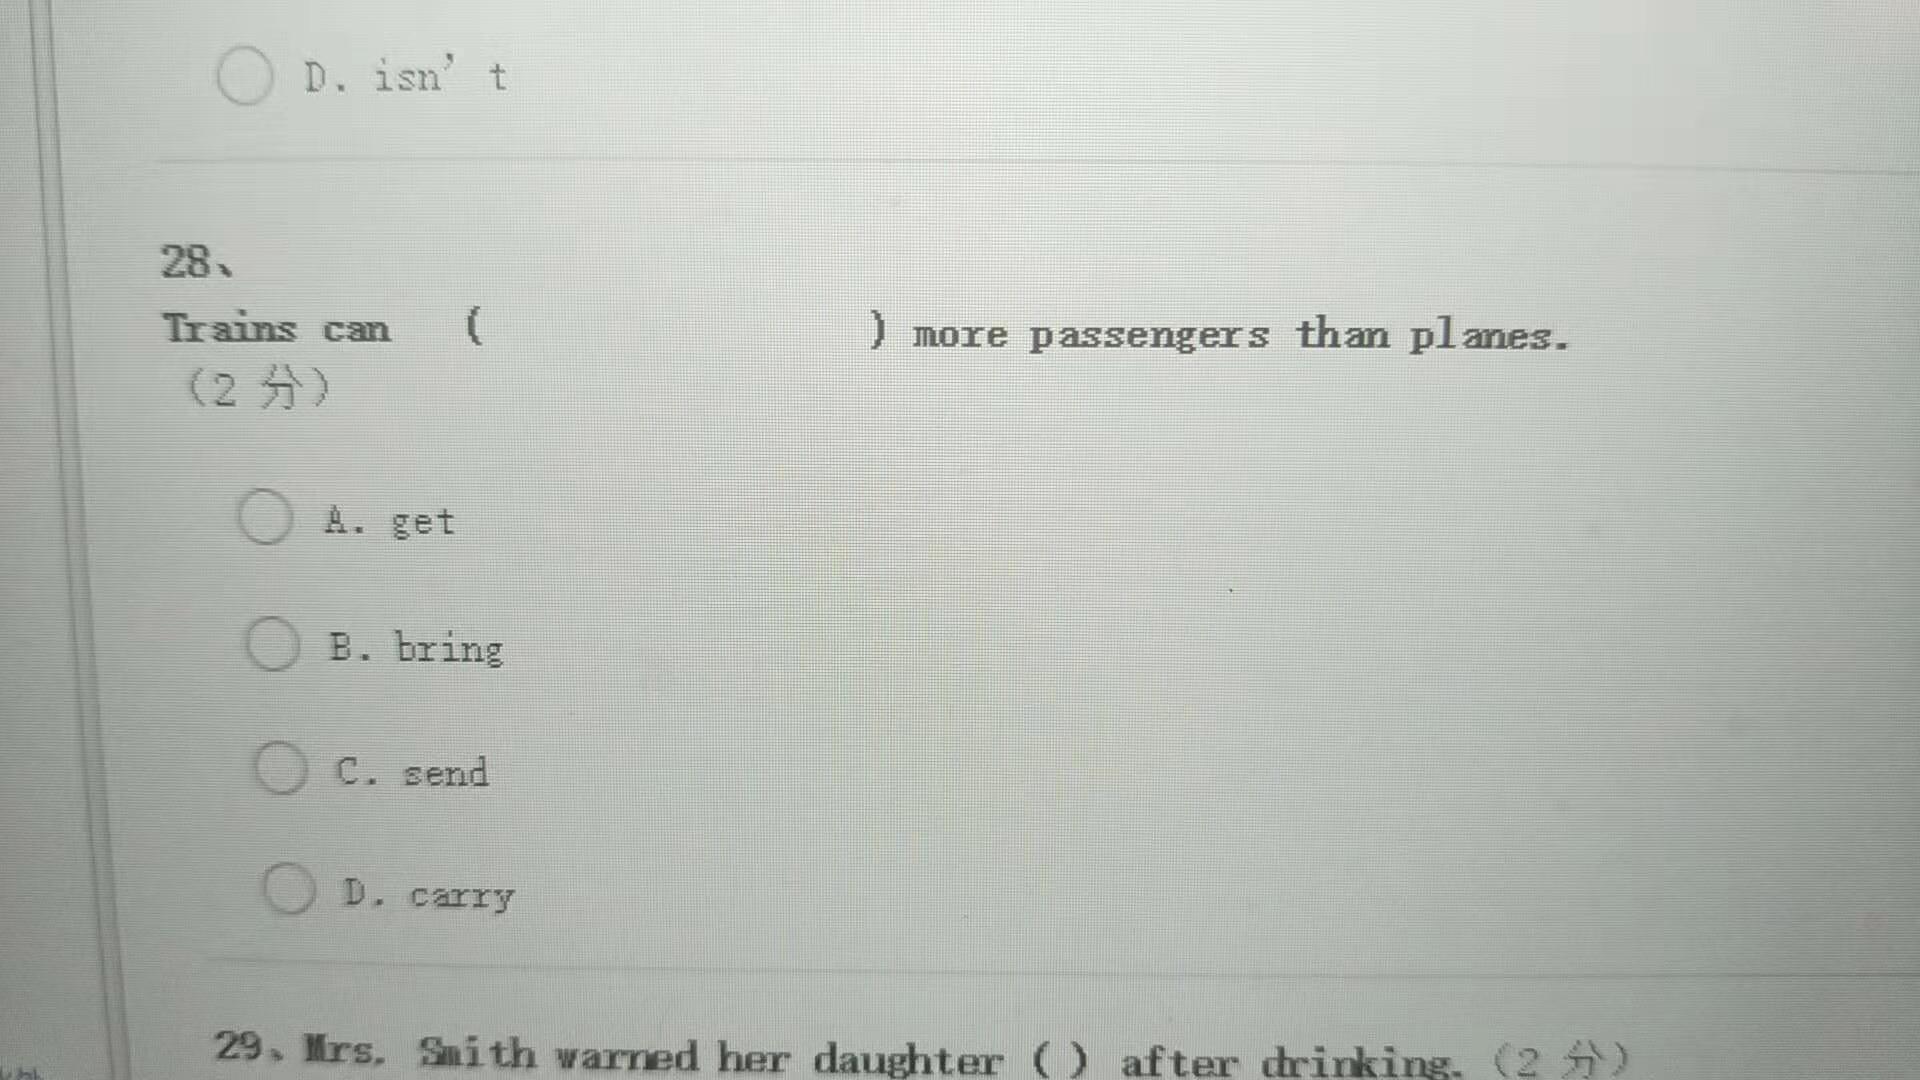 D. isn' t
28、
Trains can ( ) more passengers than planes.
(2 分)
A. get
B. bring
C. send
D. carry
29、Mrs. Smith warned her daughter ( ) after drinking. (2 分)